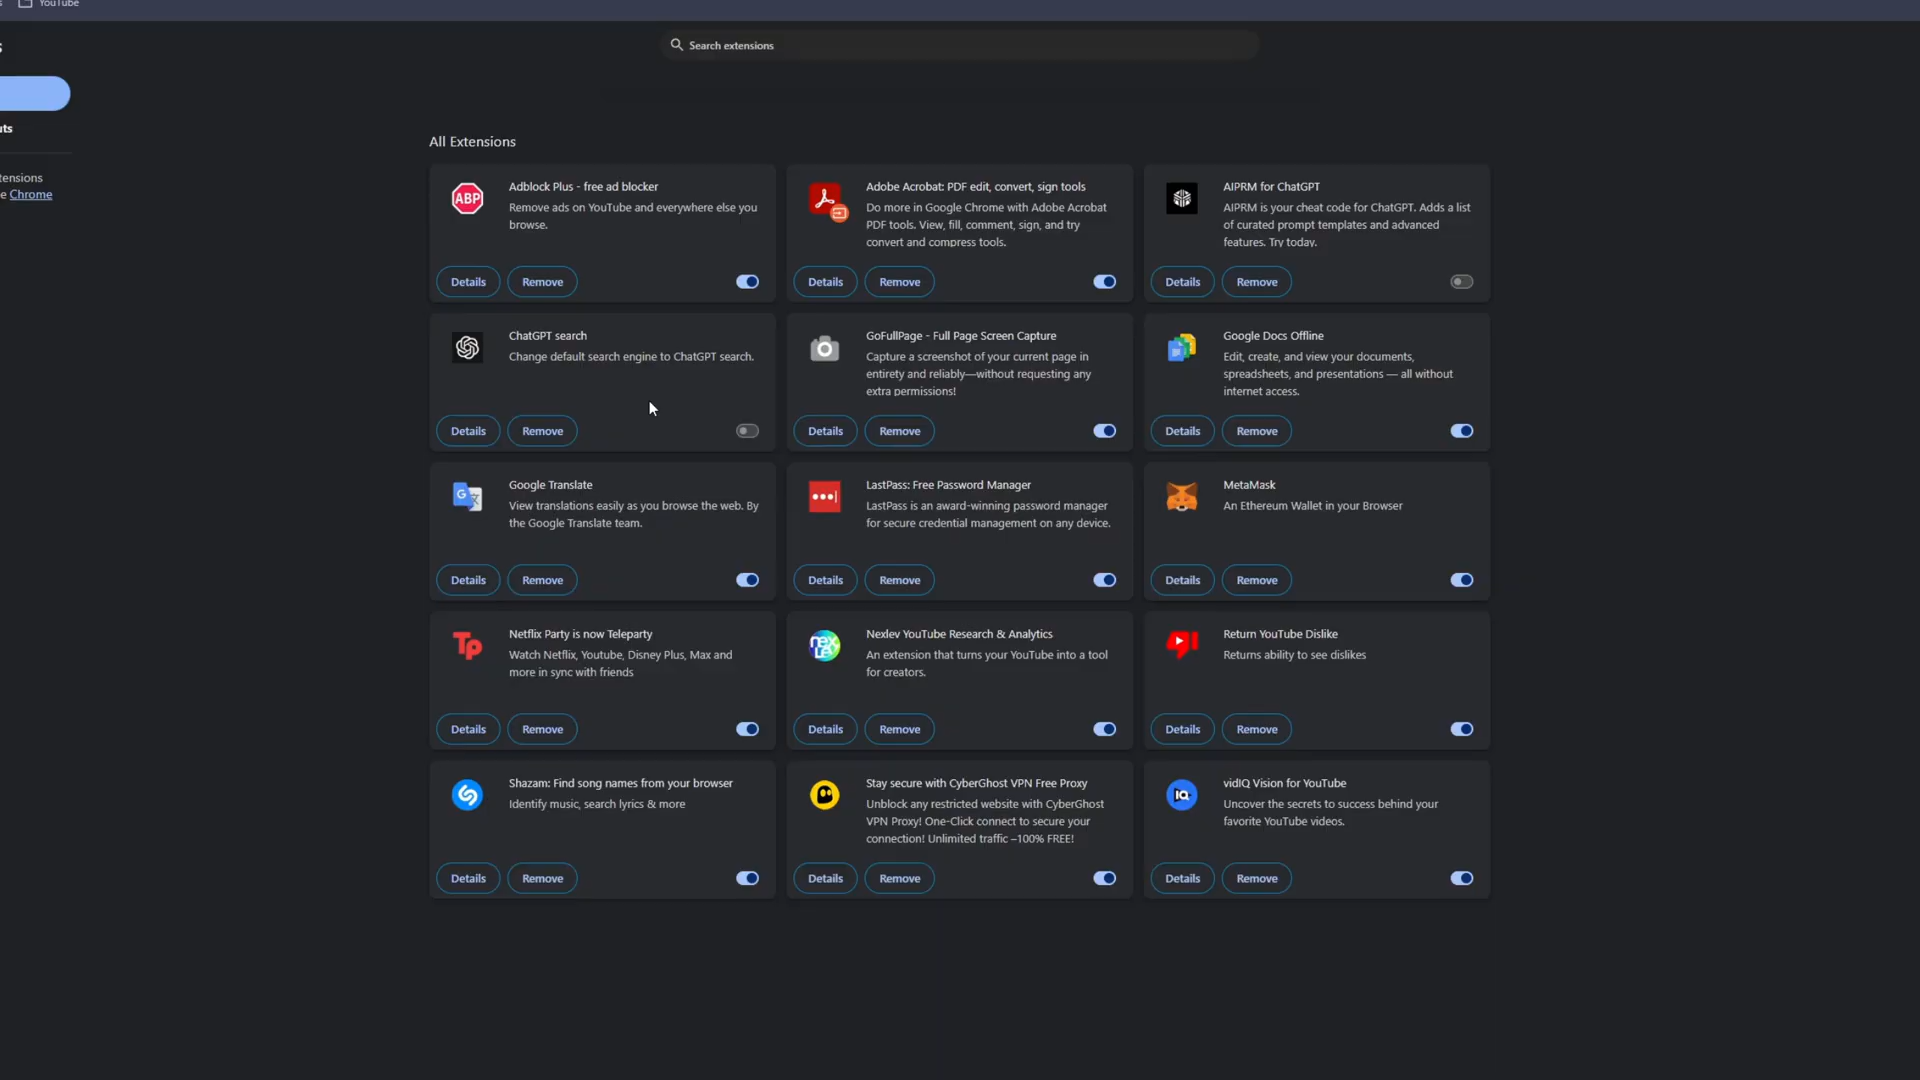 YouTube
Search extensions
uts
tensions
e Chrome
All Extensions
ABP
Adblock Plus - free ad blocker
Remove ads on YouTube and everywhere else you
browse.
Details
Remove
Adobe Acrobat: PDF edit, convert, sign tools
Do more in Google Chrome with Adobe Acrobat
PDF tools. View, fill, comment, sign, and try
convert and compress tools.
Details
Remove
AIPRM for ChatGPT
AIPRM is your cheat code for ChatGPT. Adds a list
of curated prompt templates and advanced
features. Try today.
Details
Remove
ChatGPT search
Change default search engine to ChatGPT search.
Details
Remove
GoFullPage - Full Page Screen Capture
Capture a screenshot of your current page in
entirety and reliably—without requesting any
extra permissions!
Details
Remove
Google Docs Offline
Edit, create, and view your documents,
spreadsheets, and presentations — all without
internet access.
Details
Remove
G
Google Translate
View translations easily as you browse the web. By
the Google Translate team.
Details
Remove
LastPass: Free Password Manager
LastPass is an award-winning password manager
for secure credential management on any device.
Details
Remove
MetaMask
An Ethereum Wallet in your Browser
Details
Remove
Tp
Netflix Party is now Teleparty
Watch Netflix, Youtube, Disney Plus, Max and
more in sync with friends
Details
Remove
nex
LEV
Nexlev YouTube Research & Analytics
An extension that turns your YouTube into a tool
for creators.
Details
Remove
Return YouTube Dislike
Returns ability to see dislikes
Details
Remove
Shazam: Find song names from your browser
Identify music, search lyrics & more
Details
Remove
Stay secure with CyberGhost VPN Free Proxy
Unblock any restricted website with CyberGhost
VPN Proxy! One-Click connect to secure your
connection! Unlimited traffic –100% FREE!
Details
Remove
IQ
vidIQ Vision for YouTube
Uncover the secrets to success behind your
favorite YouTube videos.
Details
Remove